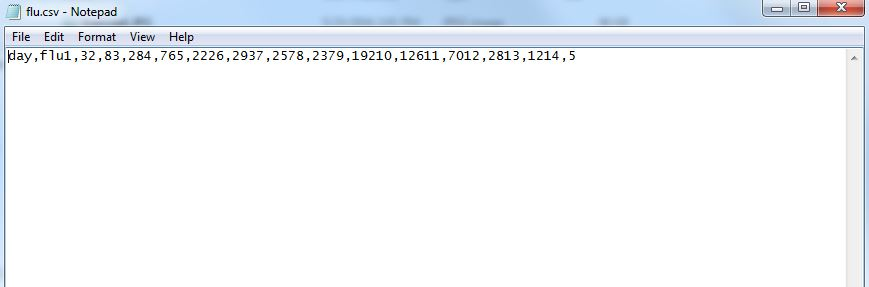 flu.csv - Notepad
File Edit Format View Help
day,flu1,32,83,284,765,2226,2937,2578,2379,19210,12611,7012,2813,1214,5